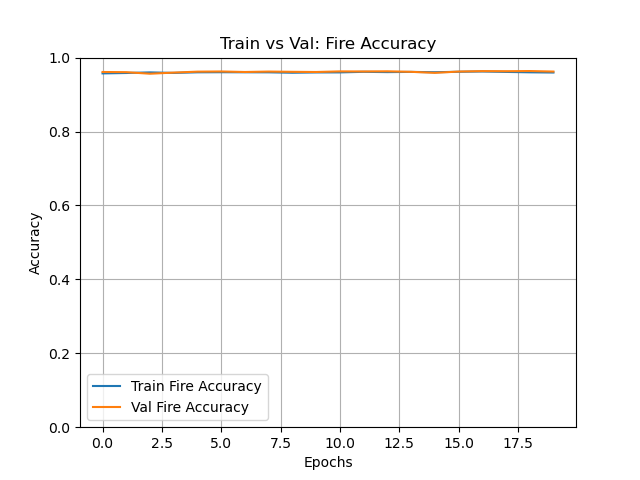 Train vs Val: Fire Accuracy
1.0
0.8
0.6
0.4
0.2
0.0
Accuracy
Train Fire Accuracy
Val Fire Accuracy
0.0 2.5 5.0 7.5 10.0 12.5 15.0 17.5
Epochs